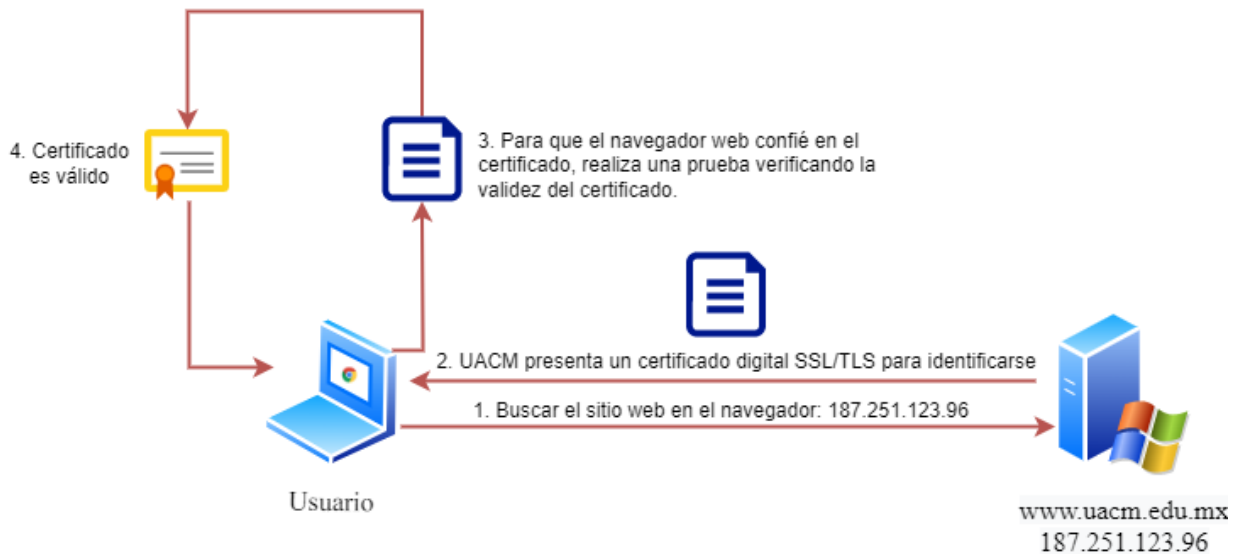 4. Certificado
es válido
3. Para que el navegador web confié en el
certificado, realiza una prueba verificando la
validez del certificado.
2. UACM presenta un certificado digital SSL/TLS para identificarse
1. Buscar el sitio web en el navegador: 187.251.123.96
Usuario
www.uacm.edu.mx
187.251.123.96